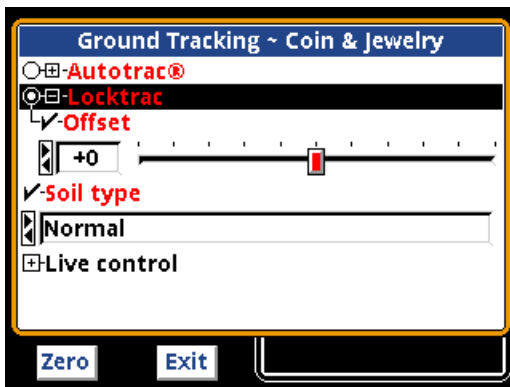 Ground Tracking ~ Coin & Jewelry
Autotrac®
Locktrac
Offset
+0
Soil type
Normal
Live control
Zero Exit